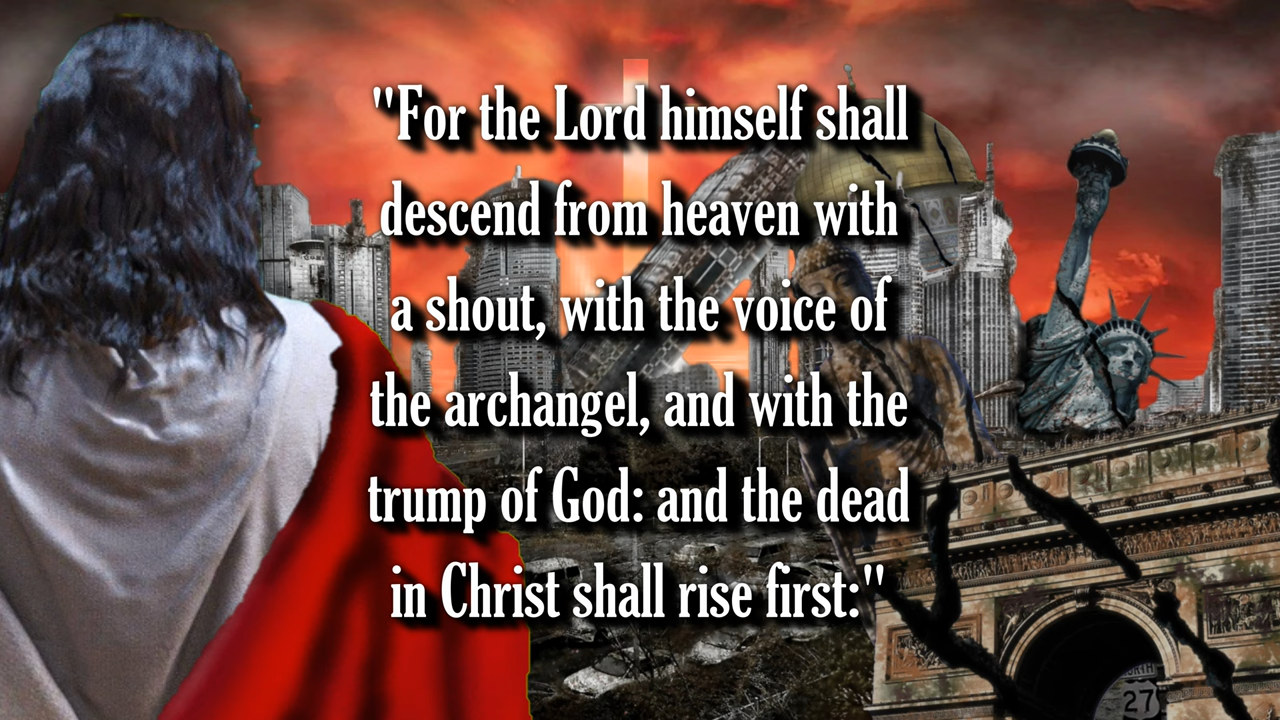 "For the Lord himself shall
descend from heaven with
a shout, with the voice of
the archangel, and with the
trump of God: and the dead
in Christ shall rise first:"
27